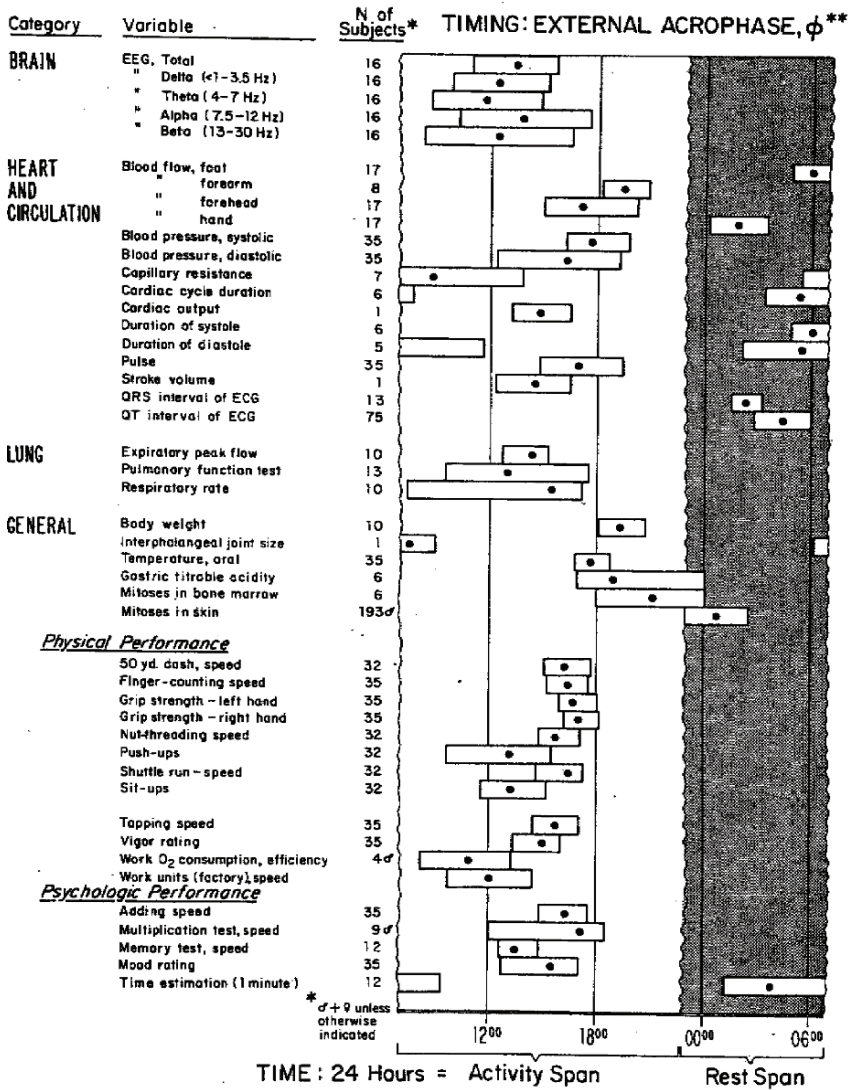 Category Variable N. of Subjects* TIMING: EXTERNAL ACROPHASE, ϕ**
BRAIN EEG, Total 16
" Delta (<1-3.5 Hz) 16
" Theta (4-7 Hz) 16
" Alpha (7.5-12 Hz) 16
" Beta (13-30 Hz) 16
HEART AND CIRCULATION
Blood flow, foot 17
" forearm 8
" forehead 17
" hand 17
Blood pressure, systolic 35
Blood pressure, diastolic 35
Capillary resistance 7
Cardiac cycle duration 6
Cardiac output 1
Duration of systole 6
Duration of diastole 5
Pulse 35
Stroke volume 1
QRS interval of ECG 13
QT interval of ECG 75
LUNG Expiratory peak flow 10
Pulmonary function test 13
Respiratory rate 10
GENERAL Body weight 10
Interphalangeal joint size 1
Temperature, oral 35
Gastric titrable acidity 6
Mitoses in bone marrow 6
Mitoses in skin 193♂
Physical Performance
50 yd. dash, speed 32
Finger-counting speed 35
Grip strength - left hand 35
Grip strength - right hand 35
Nut-threading speed 32
Push-ups 32
Shuttle run - speed 32
Sit-ups 32
Tapping speed 35
Vigor rating 35
Work O₂ consumption, efficiency 4♂
Work units (factory), speed
Psychologic Performance
Adding speed 35
Multiplication test, speed 9♂
Memory test, speed 12
Mood rating 35
Time estimation (1 minute) 12
* ♂+♀ unless
otherwise
indicated
12⁰⁰ 18⁰⁰ 00⁰⁰ 06⁰⁰
TIME : 24 Hours = Activity Span Rest Span